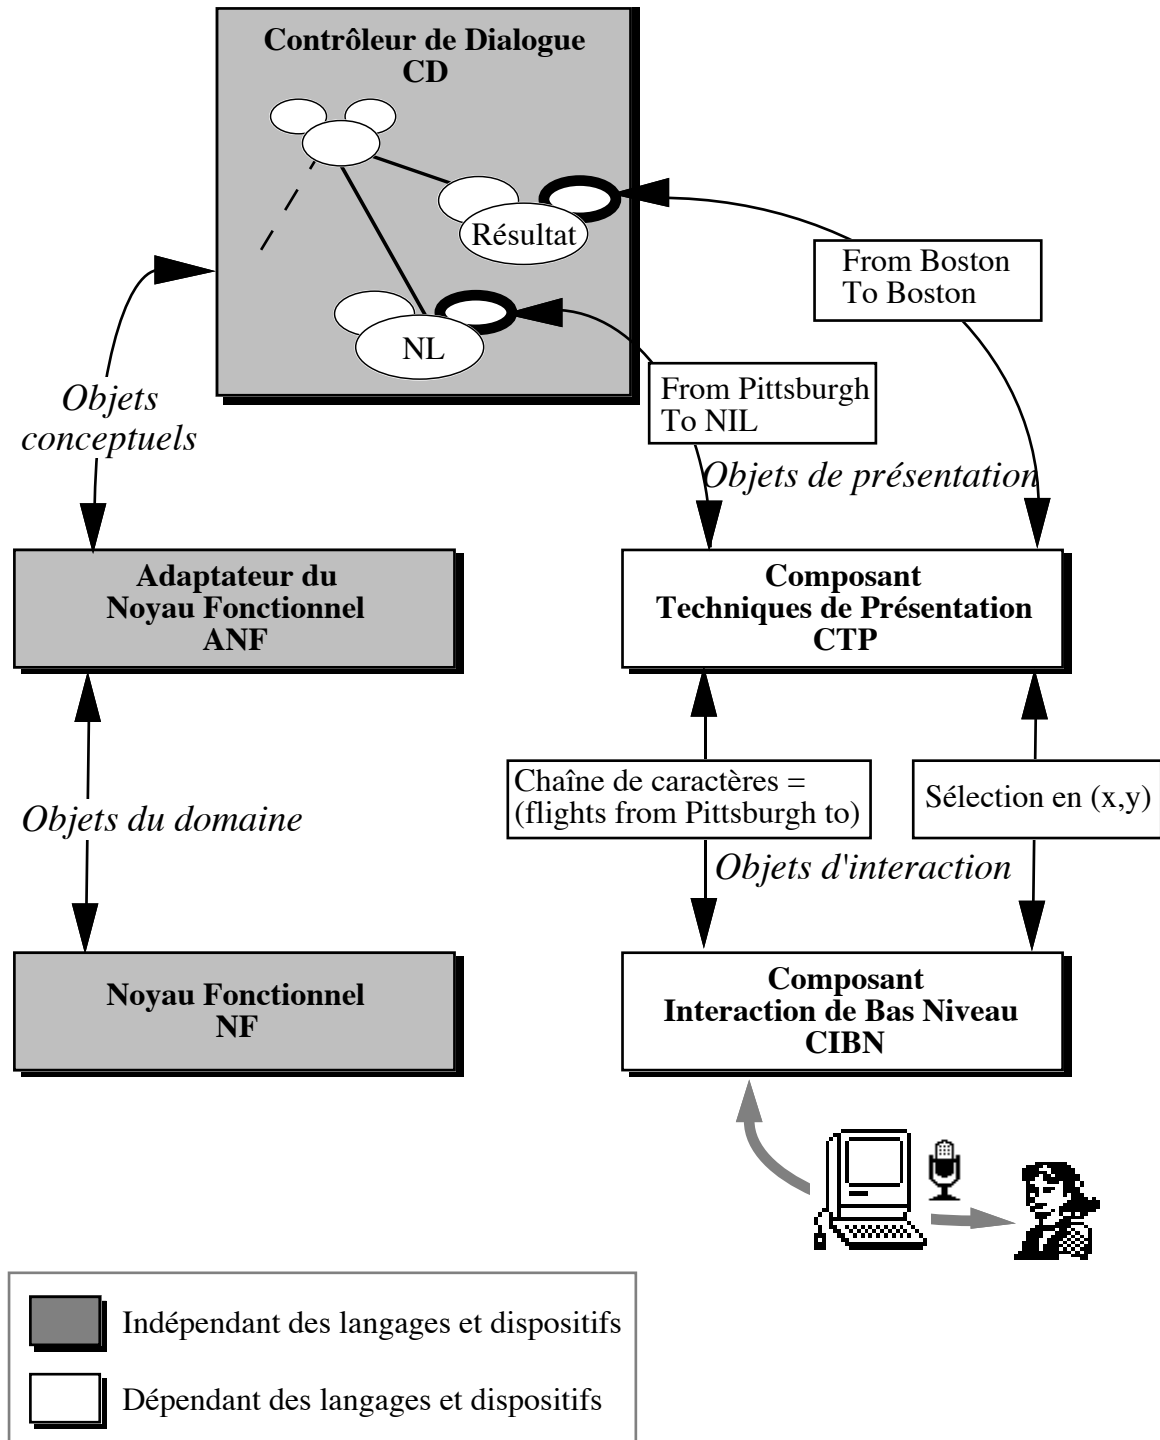 Contrôleur de Dialogue
CD
Résultat
NL
From Boston
To Boston
From Pittsburgh
To NIL
Objets
conceptuels
Objets de présentation
Adaptateur du
Noyau Fonctionnel
ANF
Composant
Techniques de Présentation
CTP
Chaîne de caractères =
(flights from Pittsburgh to)
Sélection en (x,y)
Objets du domaine
Objets d'interaction
Noyau Fonctionnel
NF
Composant
Interaction de Bas Niveau
CIBN
Indépendant des langages et dispositifs
Dépendant des langages et dispositifs